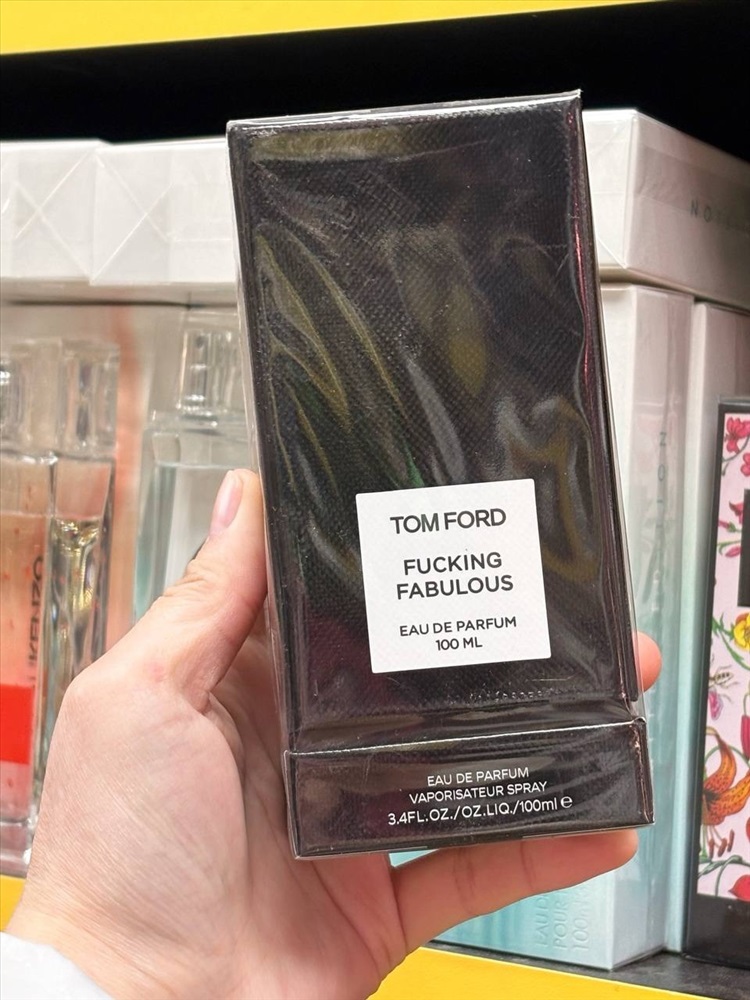 TOM FORD
FUCKING
FABULOUS
EAU DE PARFUM
100 ML
EAU DE PARFUM
VAPORISATEUR SPRAY
3.4FL.OZ./OZ.LIQ./100ml e
KENZO